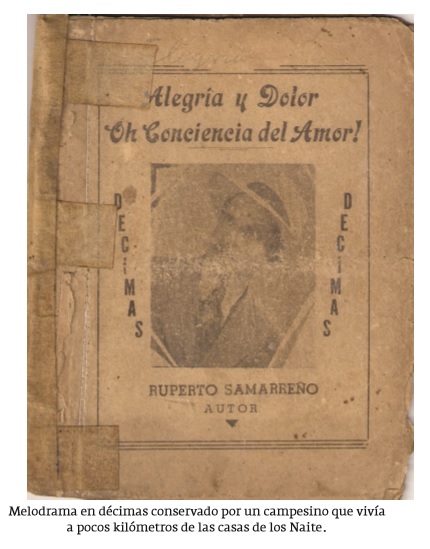 Alegría y Dolor
Oh Conciencia del Amor!
DECIMAS
DECIMAS
RUPERTO SAMARREÑO
AUTOR
Melodrama en décimas conservado por un campesino que vivía
a pocos kilómetros de las casas de los Naite.